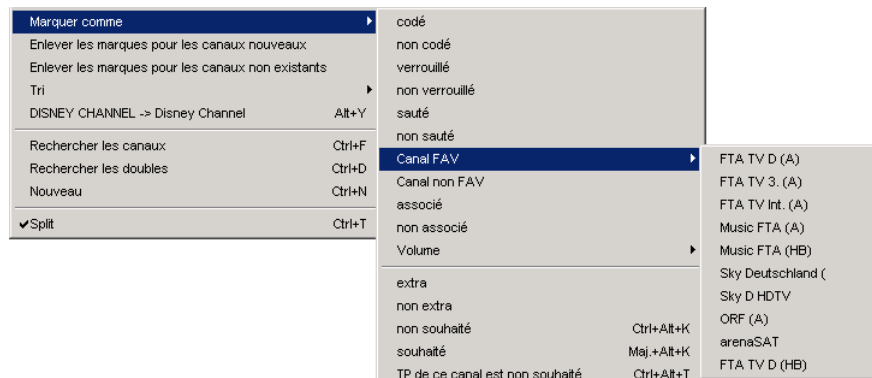 Marquer comme
Enlever les marques pour les canaux nouveaux
Enlever les marques pour les canaux non existants
Tri
DISNEY CHANNEL -> Disney Channel Alt+Y
Rechercher les canaux Ctrl+F
Rechercher les doubles Ctrl+D
Nouveau Ctrl+N
✔Split Ctrl+T
codé
non codé
verrouillé
non verrouillé
sauté
non sauté
Canal FAV
Canal non FAV
associé
non associé
Volume
extra
non extra
non souhaité Ctrl+Alt+K
souhaité Maj.+Alt+K
TP de ce canal est non souhaité Ctrl+Alt+T
FTA TV D (A)
FTA TV 3. (A)
FTA TV Int. (A)
Music FTA (A)
Music FTA (HB)
Sky Deutschland (
Sky D HDTV
ORF (A)
arenaSAT
FTA TV D (HB)